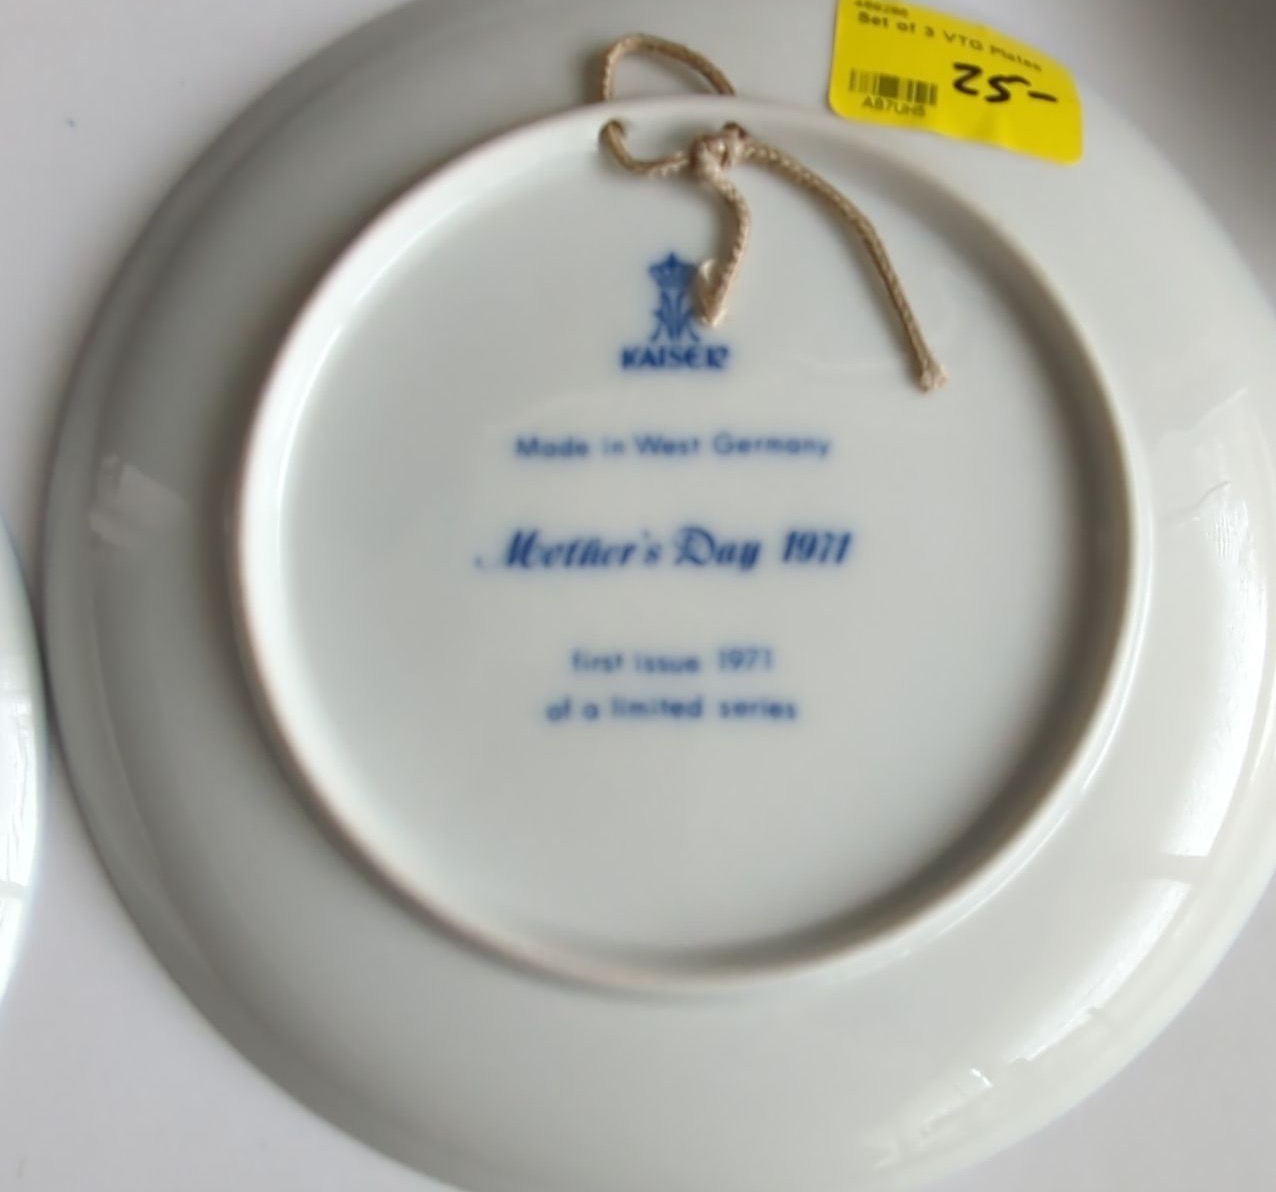 Set of 3 VTG Plates
25-
KAISER
Made in West Germany
Mother's Day 1971
first issue 1971
of a limited series